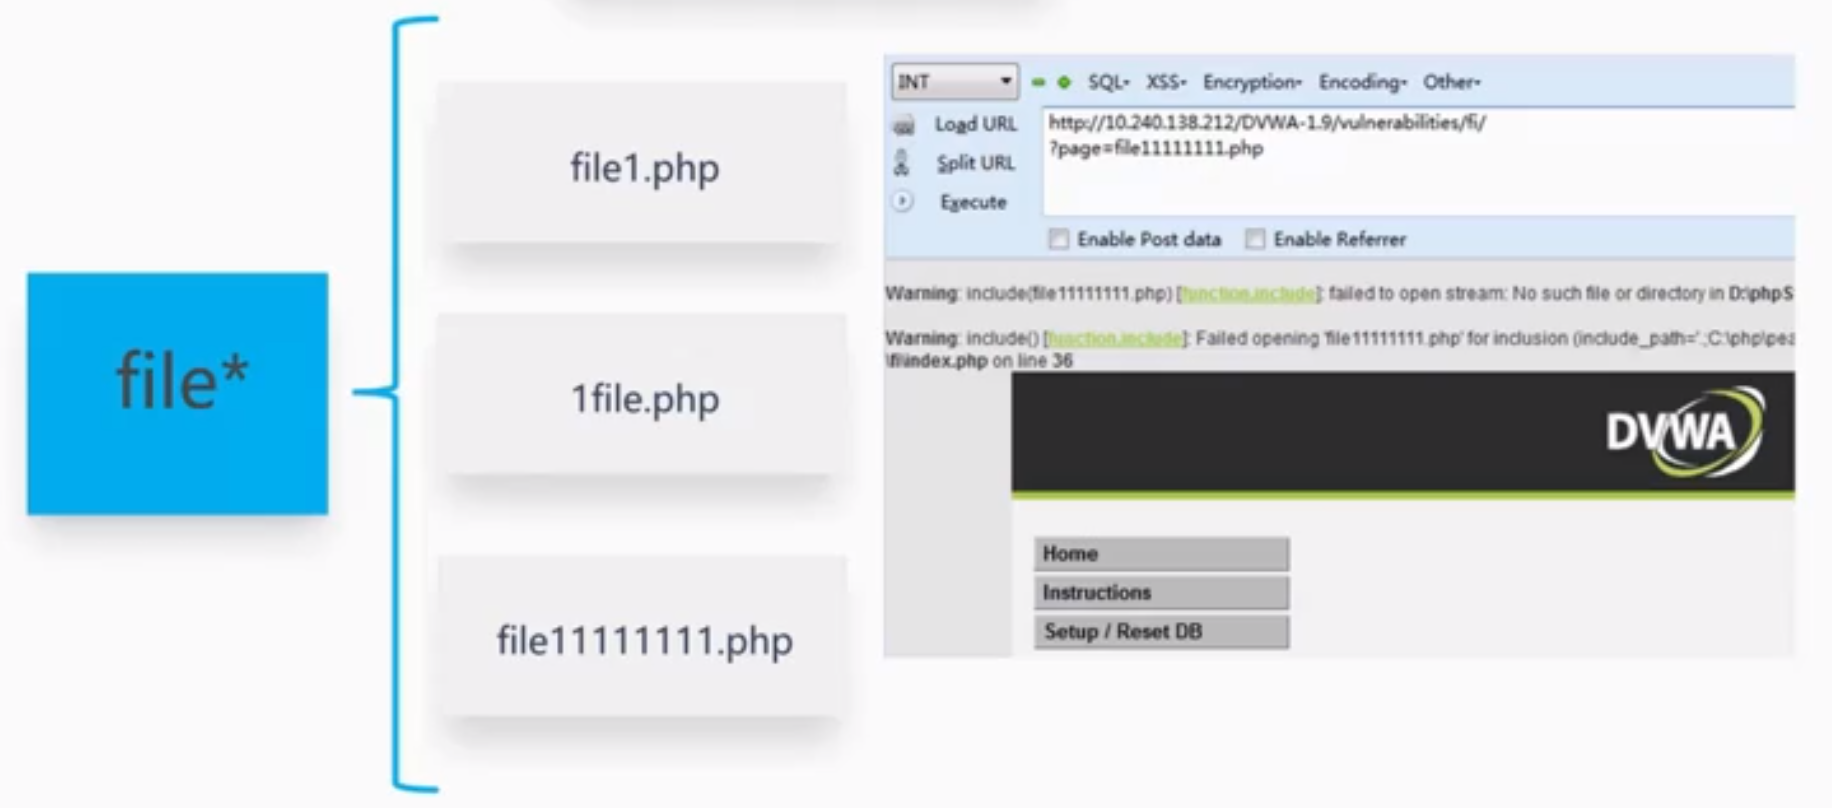 file*
file1.php
1file.php
file11111111.php
INT SQL- XSS- Encryption- Encoding- Other-
Load URL http://10.240.138.212/DVWA-1.9/vulnerabilities/fi/
?page=file11111111.php
Split URL
Execute
Enable Post data Enable Referrer
Warning: include(file11111111.php) [function.include]: failed to open stream: No such file or directory in D:\phpS
Warning: include() [function.include]: Failed opening 'file11111111.php' for inclusion (include_path='.;C:\php\pea
\fi\index.php on line 36
DVWA
Home
Instructions
Setup / Reset DB